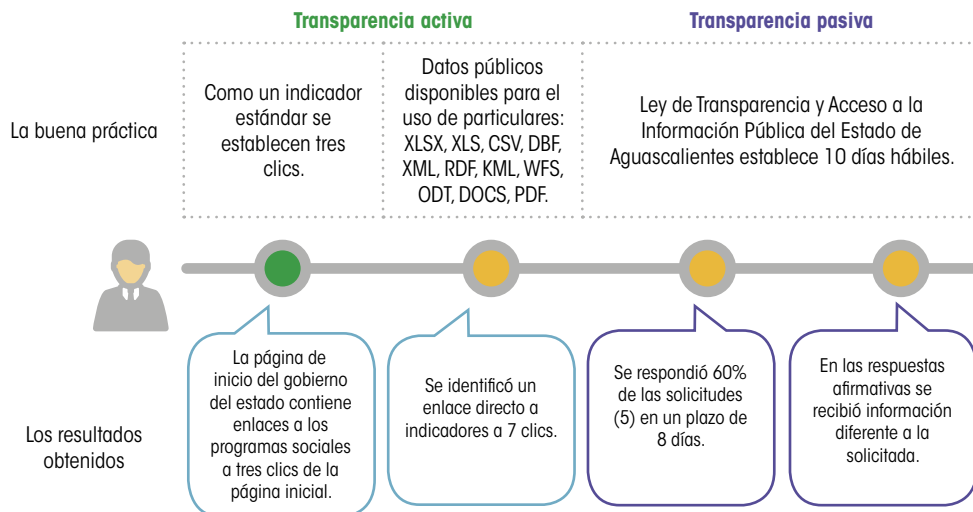 Transparencia activa
Transparencia pasiva
La buena práctica
Como un indicador
estándar se
establecen tres
clics.
Datos públicos
disponibles para el
uso de particulares:
XLSX, XLS, CSV, DBF,
XML, RDF, KML, WFS,
ODT, DOCS, PDF.
Ley de Transparencia y Acceso a la
Información Pública del Estado de
Aguascalientes establece 10 días hábiles.
Los resultados
obtenidos
La página de
inicio del gobierno
del estado contiene
enlaces a los
programas sociales
a tres clics de la
página inicial.
Se identificó un
enlace directo a
indicadores a 7 clics.
Se respondió 60%
de las solicitudes
(5) en un plazo de
8 días.
En las respuestas
afirmativas se
recibió información
diferente a la
solicitada.